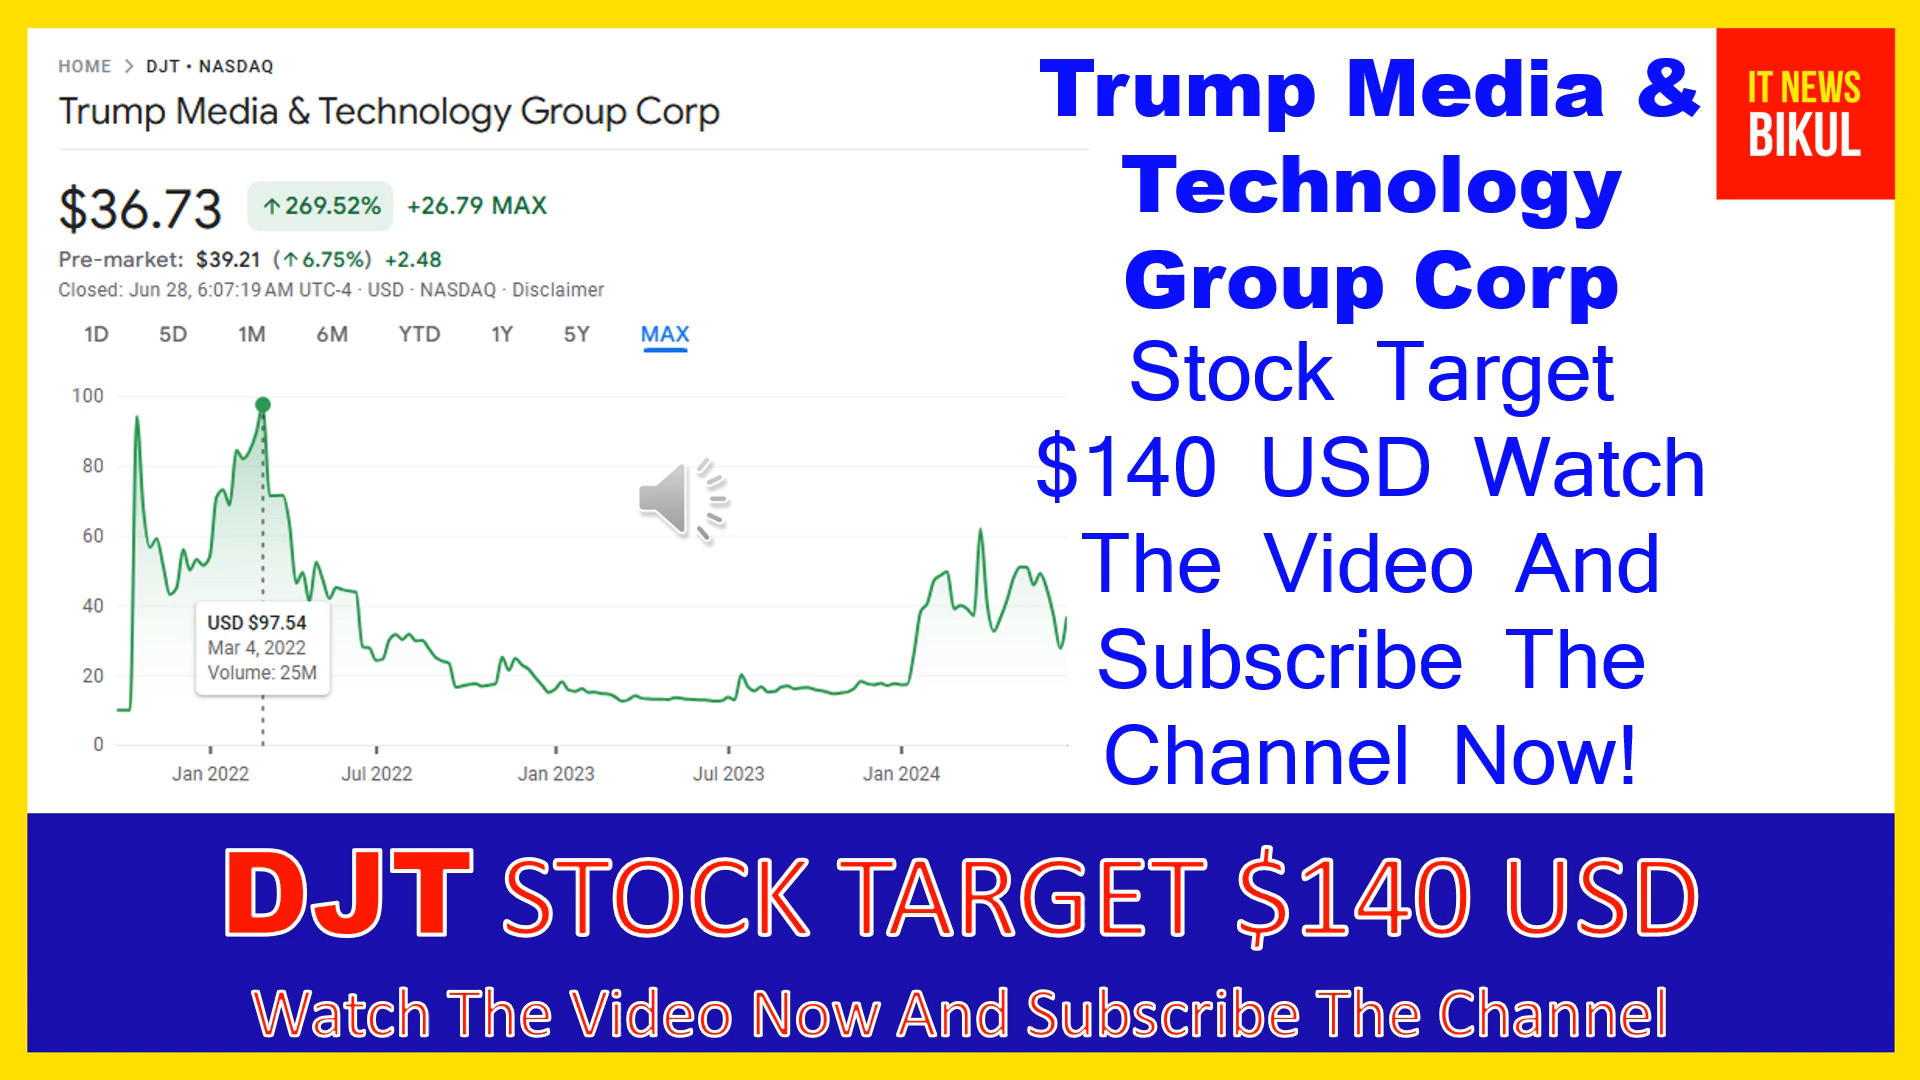 HOME > DJT • NASDAQ
Trump Media & Technology Group Corp
$36.73 ↑269.52% +26.79 MAX
Pre-market: $39.21 (↑6.75%) +2.48
Closed: Jun 28, 6:07:19 AM UTC-4 · USD · NASDAQ · Disclaimer
1D 5D 1M 6M YTD 1Y 5Y MAX
100
80
60
40
20
0
USD $97.54
Mar 4, 2022
Volume: 25M
Jan 2022 Jul 2022 Jan 2023 Jul 2023 Jan 2024
Trump Media &
Technology
Group Corp
Stock Target
$140 USD Watch
The Video And
Subscribe The
Channel Now!
IT NEWS
BIKUL
DJT STOCK TARGET $140 USD
Watch The Video Now And Subscribe The Channel